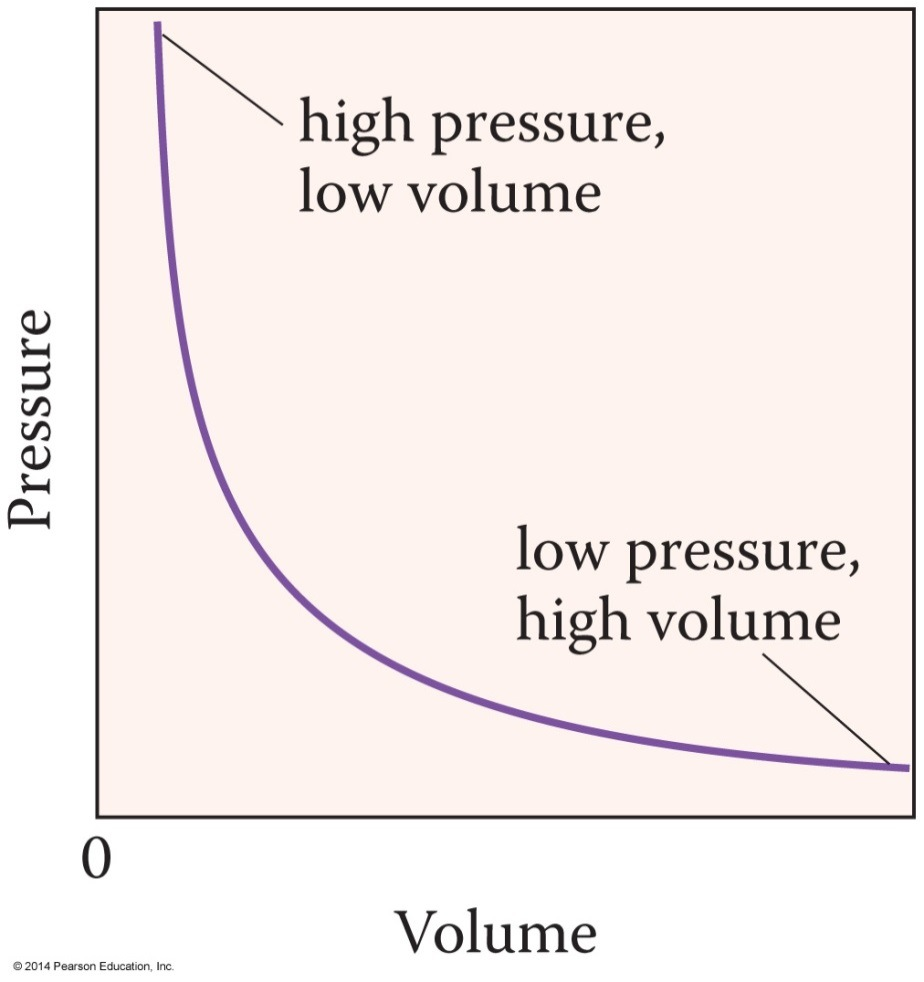 high pressure,
low volume
Pressure
low pressure,
high volume
0
Volume
© 2014 Pearson Education, Inc.